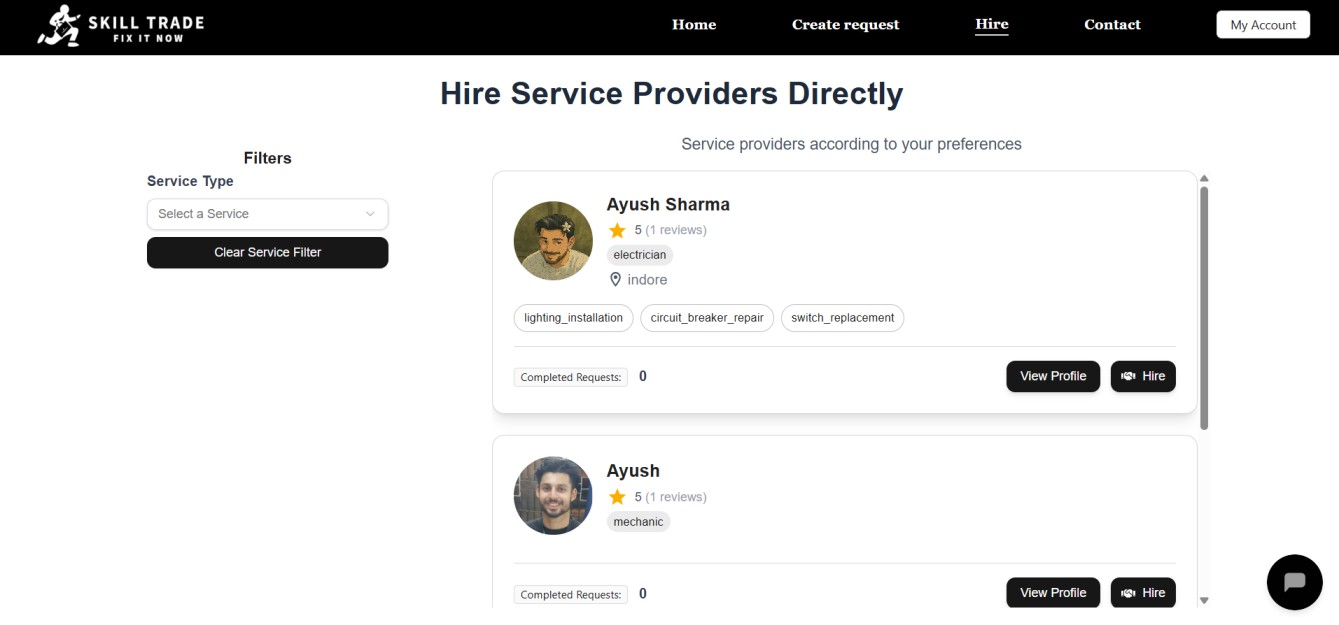 SKILL TRADE
FIX IT NOW
Home
Create request
Hire
Contact
My Account
Hire Service Providers Directly
Filters
Service Type
Select a Service
Clear Service Filter
Service providers according to your preferences
Ayush Sharma
5 (1 reviews)
electrician
indore
lighting_installation
circuit_breaker_repair
switch_replacement
Completed Requests: 0
View Profile
Hire
Ayush
5 (1 reviews)
mechanic
Completed Requests: 0
View Profile
Hire